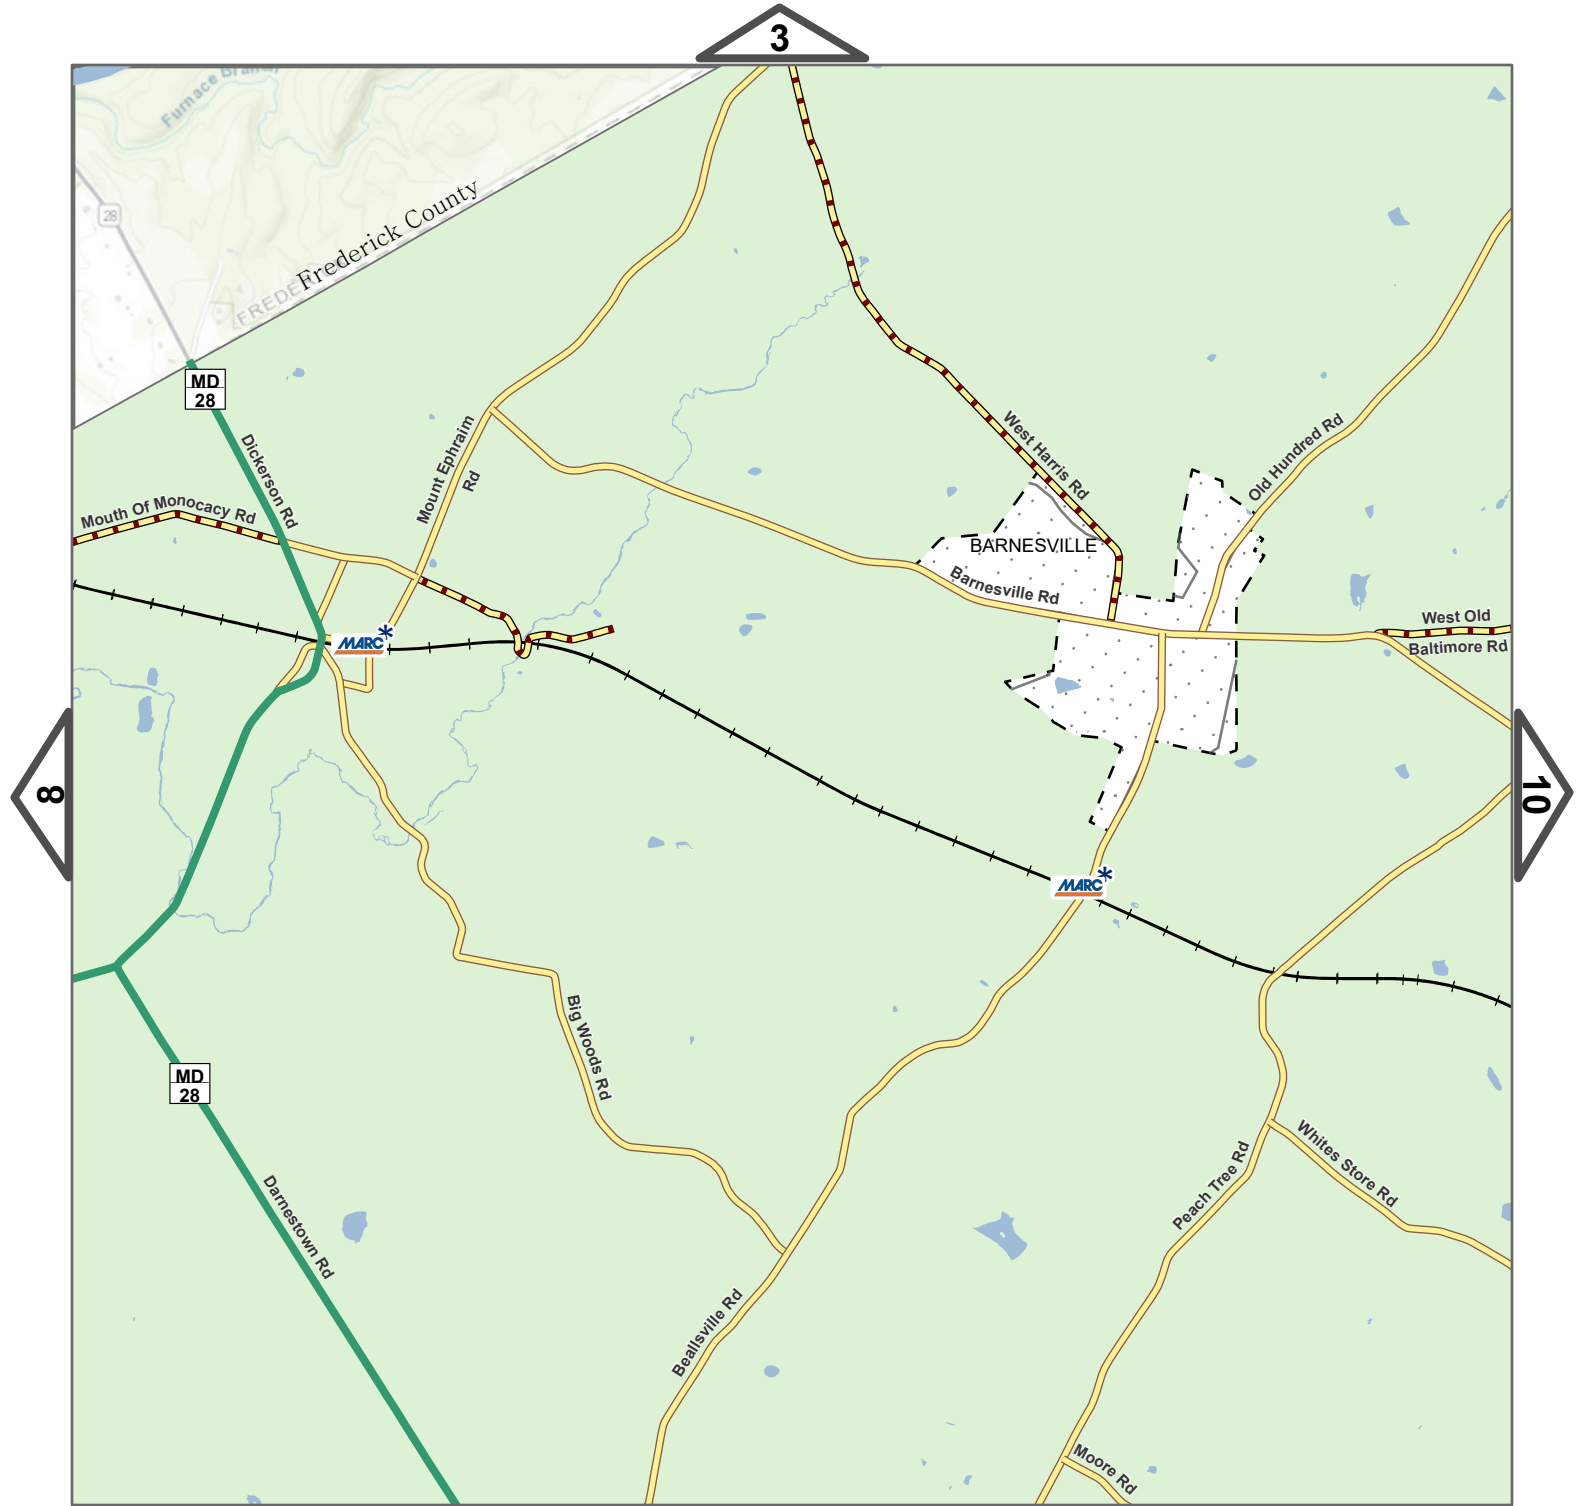 3
Furnace Branch
28
Frederick County
MD
28
Dickerson Rd
Mount Ephraim
Rd
West Harris Rd
Old Hundred Rd
Mouth Of Monocacy Rd
BARNESVILLE
Barnesville Rd
West Old
Baltimore Rd
MARC*
8
10
MARC*
Big Woods Rd
MD
28
Darnestown Rd
Peach Tree Rd
Whites Store Rd
Beallsville Rd
Moore Rd